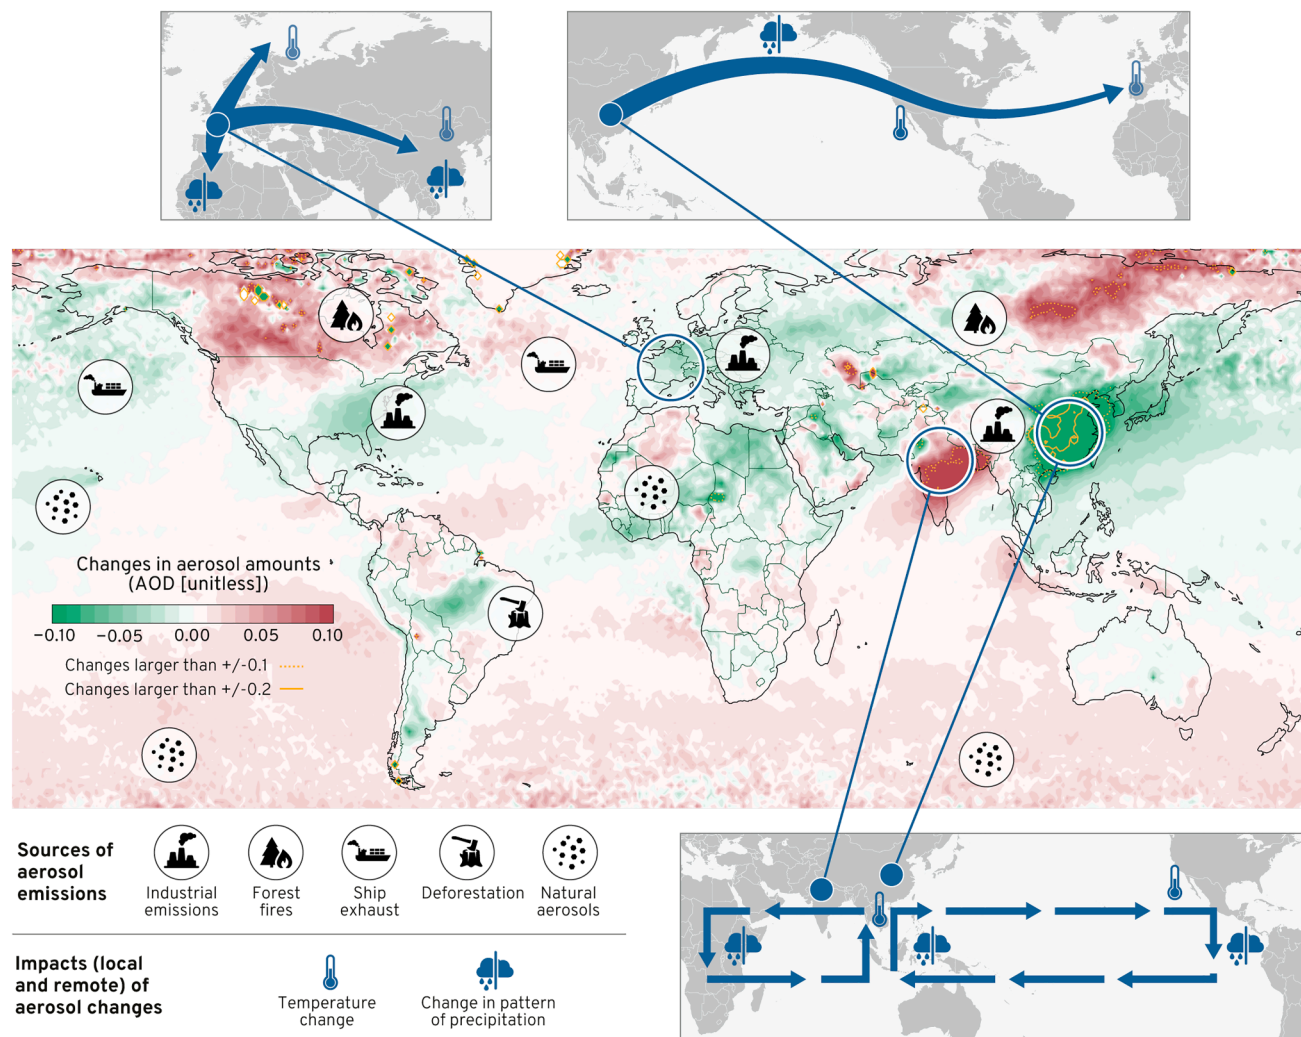 Changes in aerosol amounts
(AOD [unitless])
−0.10 −0.05 0.00 0.05 0.10
Changes larger than +/-0.1
Changes larger than +/-0.2
Sources of
aerosol
emissions
Industrial
emissions
Forest
fires
Ship
exhaust
Deforestation
Natural
aerosols
Impacts (local
and remote) of
aerosol changes
Temperature
change
Change in pattern
of precipitation